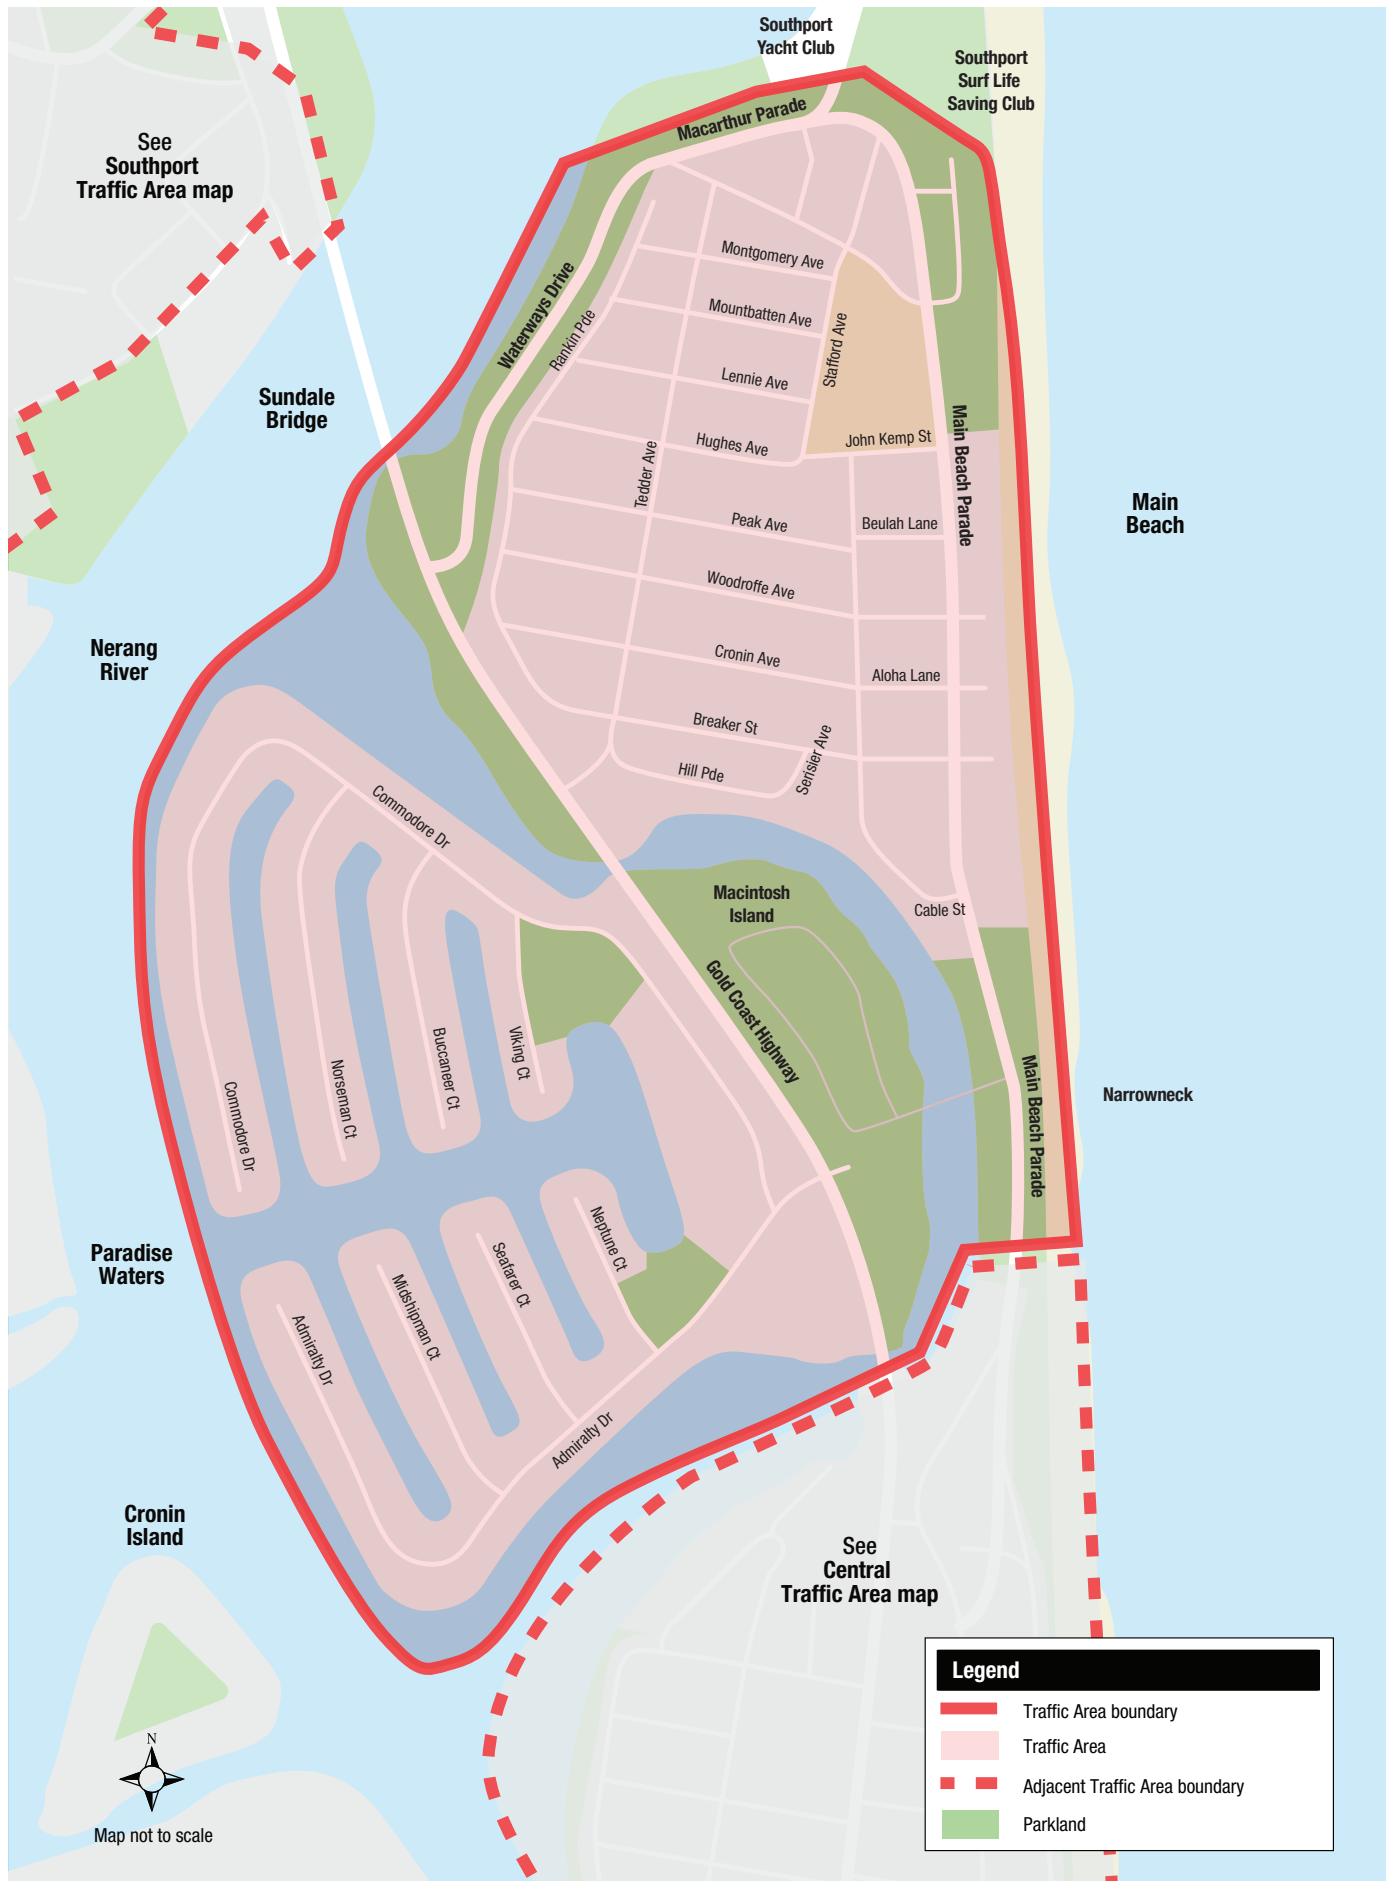 Southport
Yacht Club
Southport
Surf Life
Saving Club
Macarthur Parade
See
Southport
Traffic Area map
Montgomery Ave
Waterways Drive
Mountbatten Ave
Rankin Pde
Stafford Ave
Lennie Ave
Sundale
Bridge
Main Beach Parade
John Kemp St
Hughes Ave
Tedder Ave
Main
Beach
Peak Ave
Beulah Lane
Woodroffe Ave
Nerang
River
Cronin Ave
Aloha Lane
Breaker St
Serisier Ave
Hill Pde
Commodore Dr
Macintosh
Island
Cable St
Gold Coast Highway
Viking Ct
Buccaneer Ct
Norseman Ct
Commodore Dr
Main Beach Parade
Narrowneck
Neptune Ct
Seafarer Ct
Paradise
Waters
Midshipman Ct
Admiralty Dr
Admiralty Dr
Cronin
Island
See
Central
Traffic Area map
Legend
Traffic Area boundary
Traffic Area
Adjacent Traffic Area boundary
Parkland
N
Map not to scale